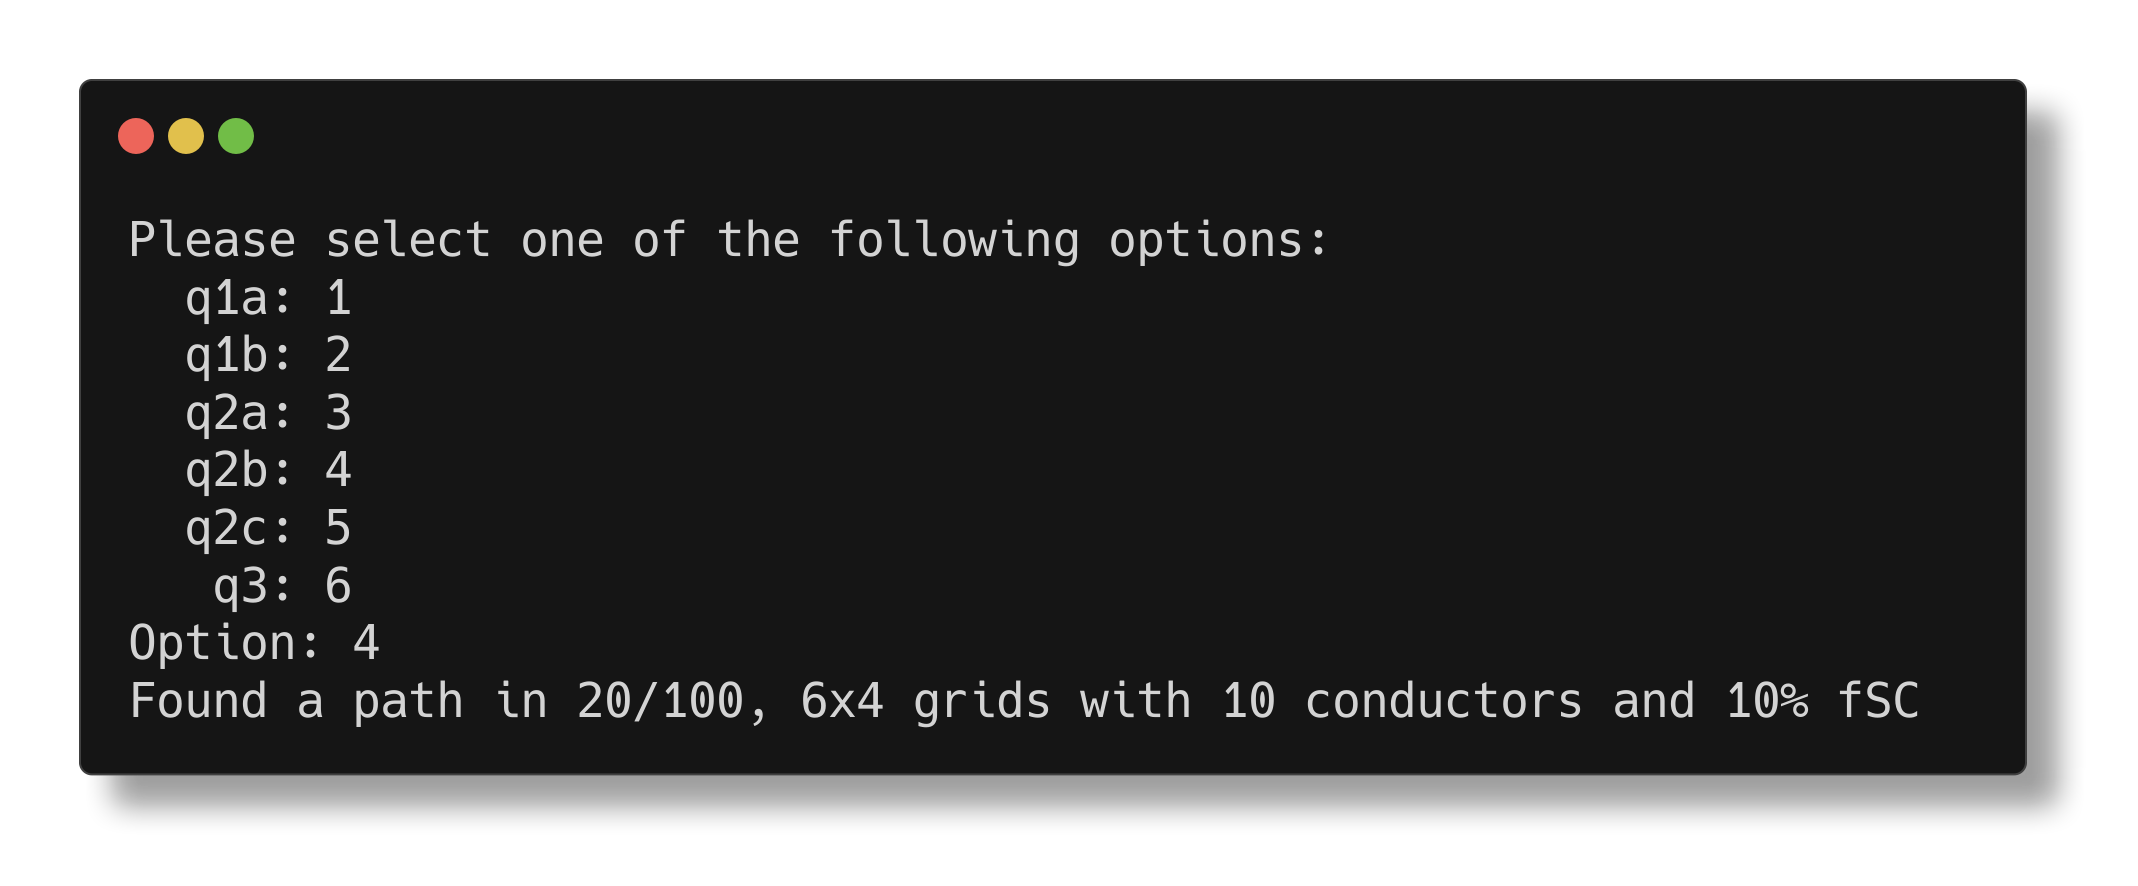 Please select one of the following options:
  q1a: 1
  q1b: 2
  q2a: 3
  q2b: 4
  q2c: 5
   q3: 6
Option: 4
Found a path in 20/100, 6x4 grids with 10 conductors and 10% fSC